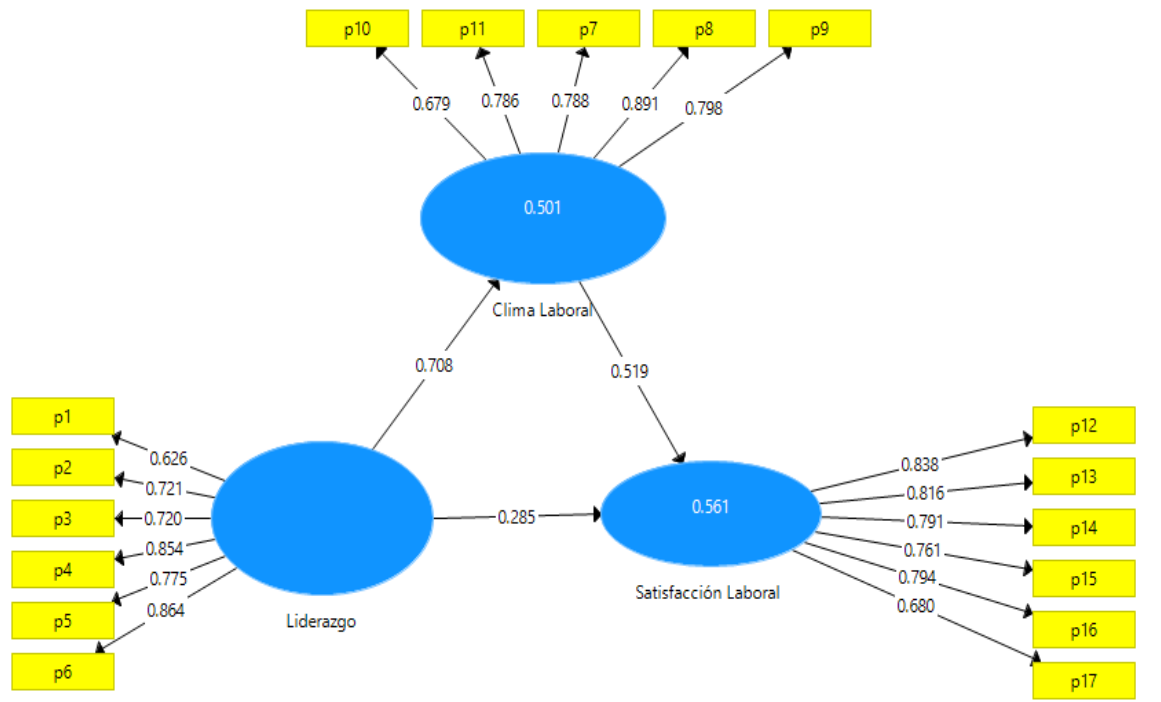 p10 p11 p7 p8 p9
0.679 0.786 0.788 0.891 0.798
0.501
Clima Laboral
0.708 0.519
p1
0.626
p2
0.721
p3
0.720
p4
0.854
p5
0.775
p6
0.864
Liderazgo
0.285
0.561
Satisfacción Laboral
p12
0.838
p13
0.816
p14
0.791
p15
0.761
p16
0.794
p17
0.680